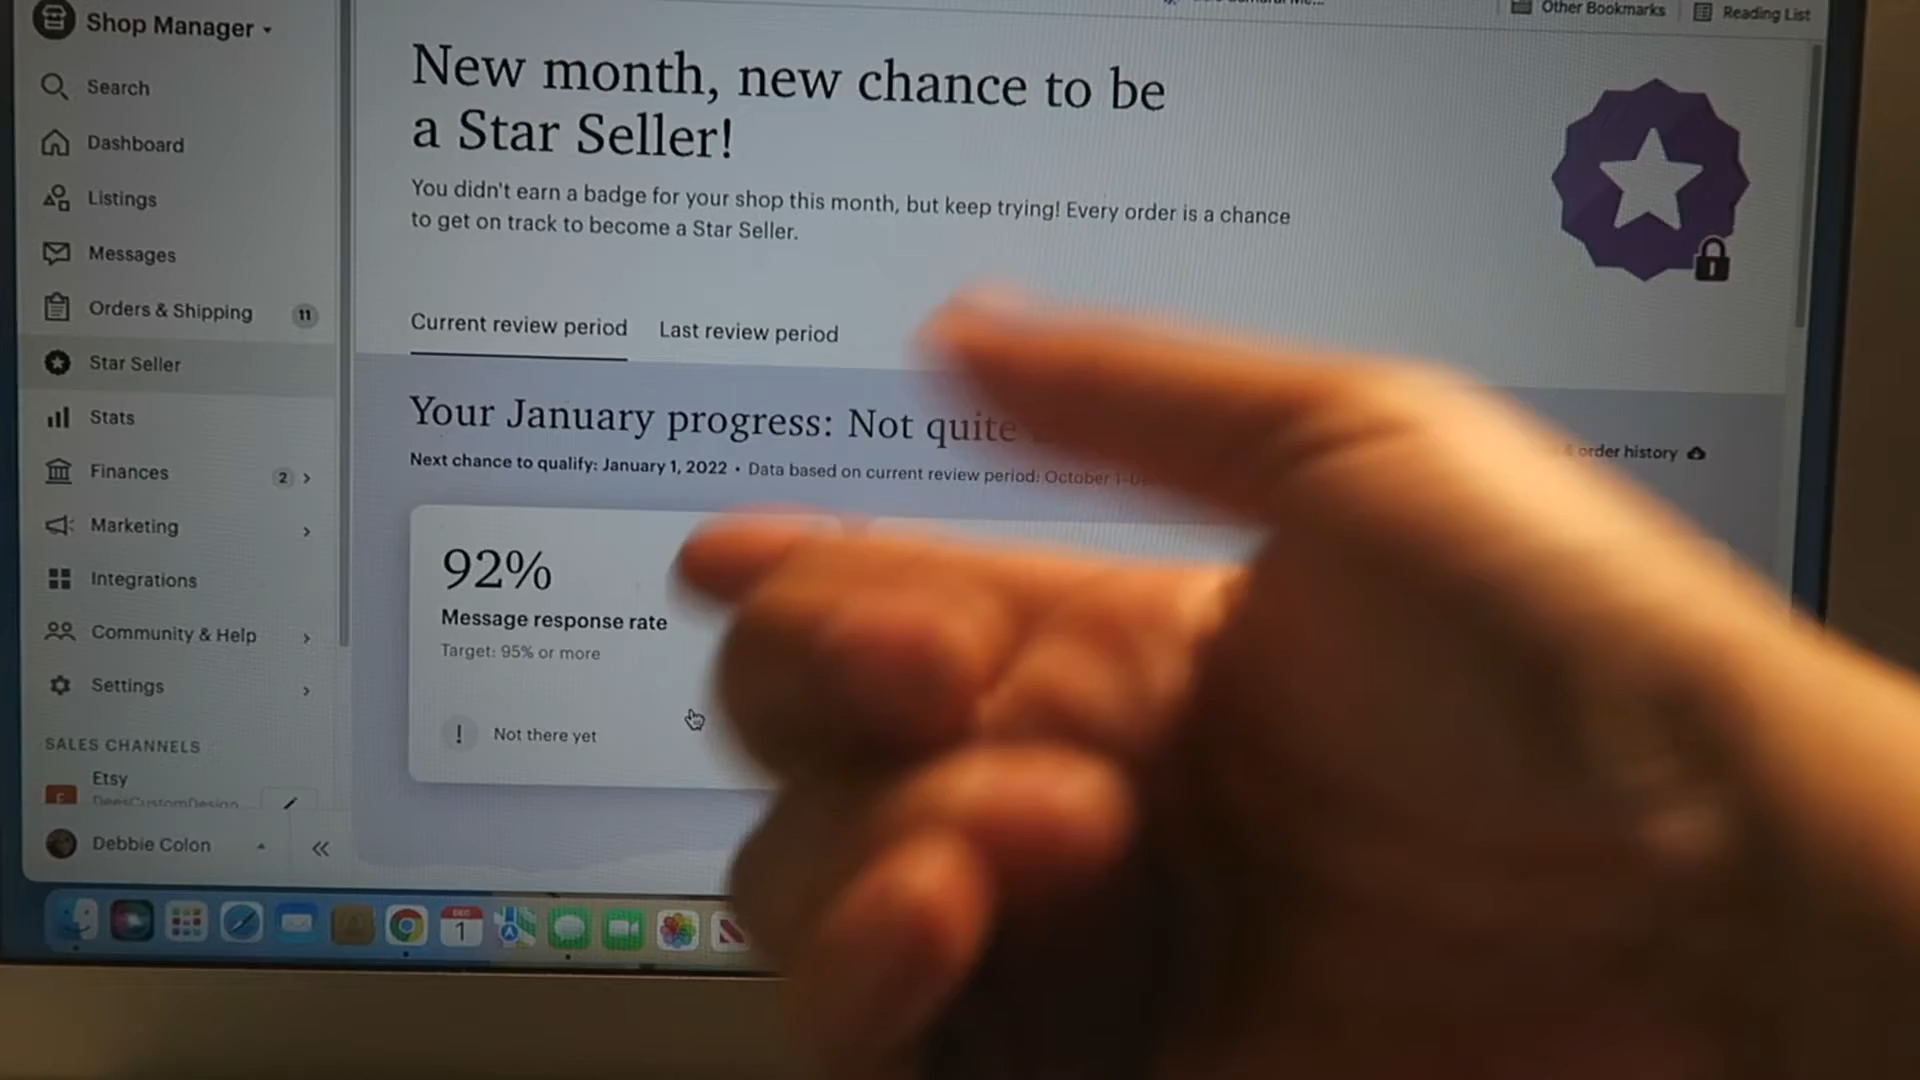 Other Bookmarks
Reading List
Shop Manager
Search
Dashboard
Listings
Messages
Orders & Shipping 11
Star Seller
Stats
Finances 2
Marketing
Integrations
Community & Help
Settings
SALES CHANNELS
Etsy
DeesCustomDesign
Debbie Colon
New month, new chance to be
a Star Seller!
You didn't earn a badge for your shop this month, but keep trying! Every order is a chance
to get on track to become a Star Seller.
Current review period
Last review period
Your January progress: Not quite
order history
Next chance to qualify: January 1, 2022 • Data based on current review period: October 1-
92%
Message response rate
Target: 95% or more
! Not there yet
DEC
1